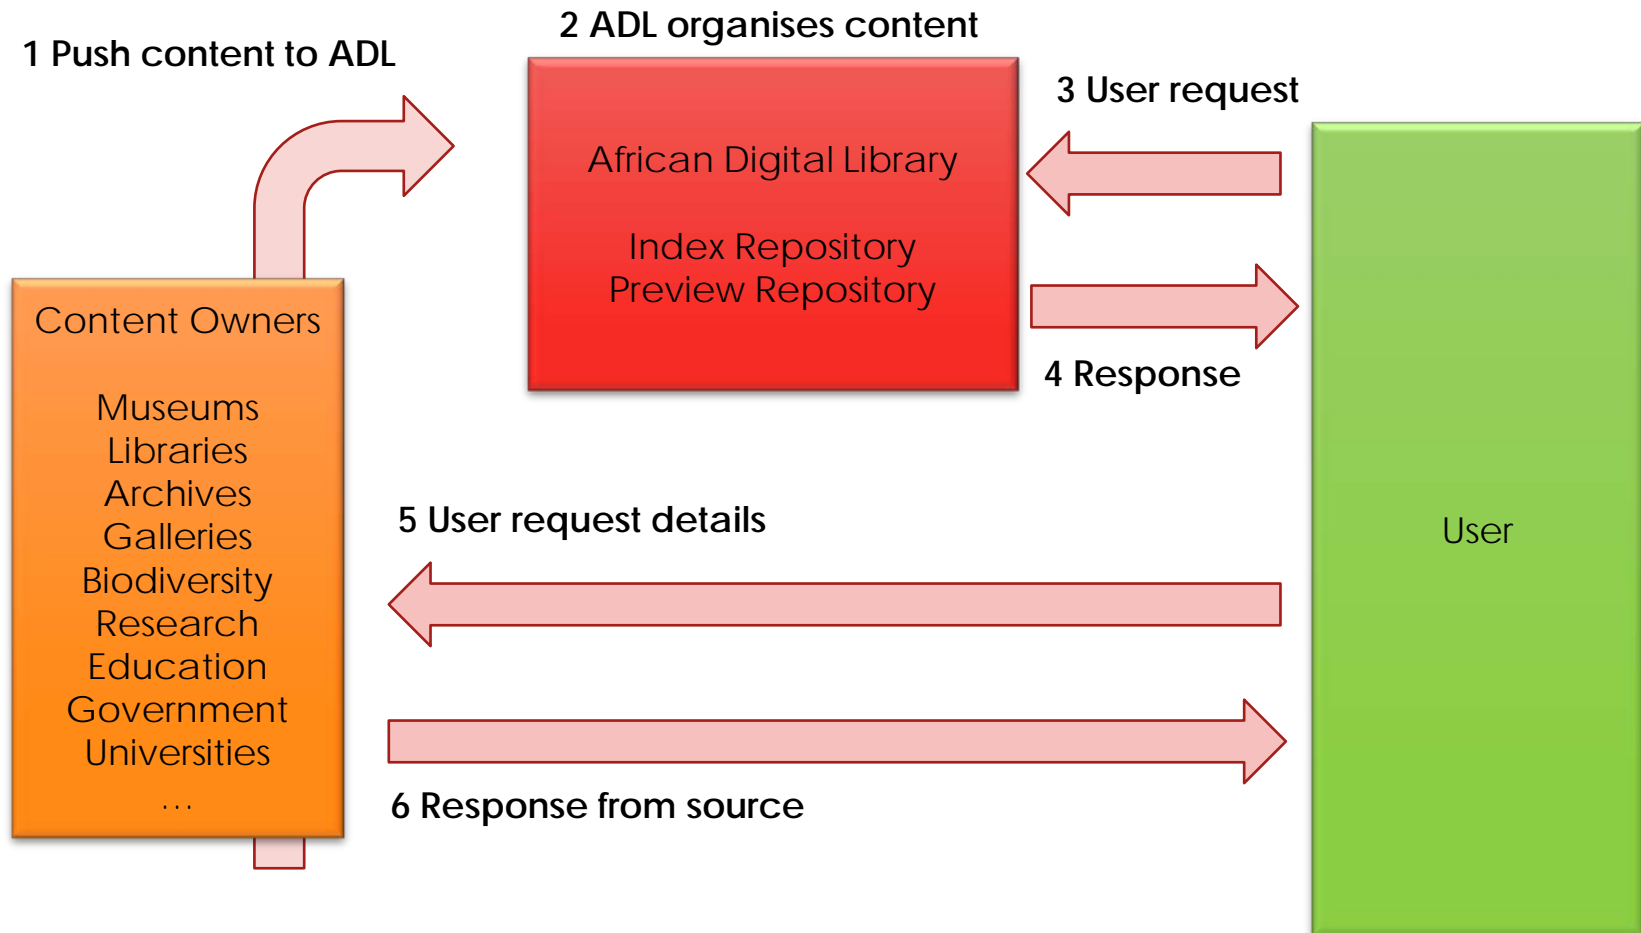 1 Push content to ADL
2 ADL organises content
African Digital Library
Index Repository
Preview Repository
3 User request
4 Response
Content Owners
Museums
Libraries
Archives
Galleries
Biodiversity
Research
Education
Government
Universities
...
5 User request details
6 Response from source
User